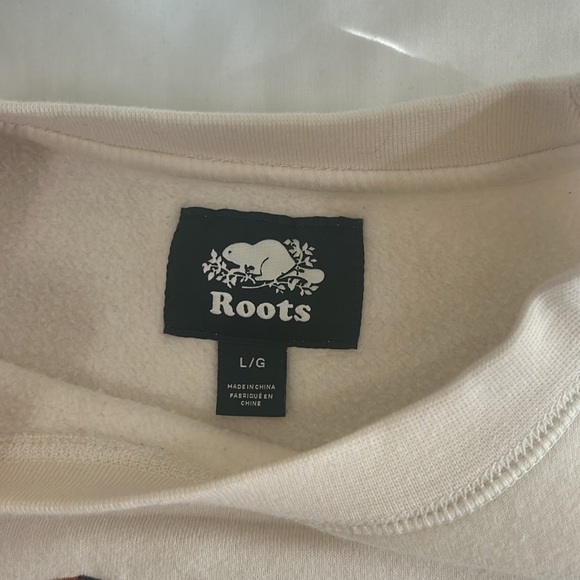 Roots
L/G
MADE IN CHINA
FABRIQUÉ EN
CHINE